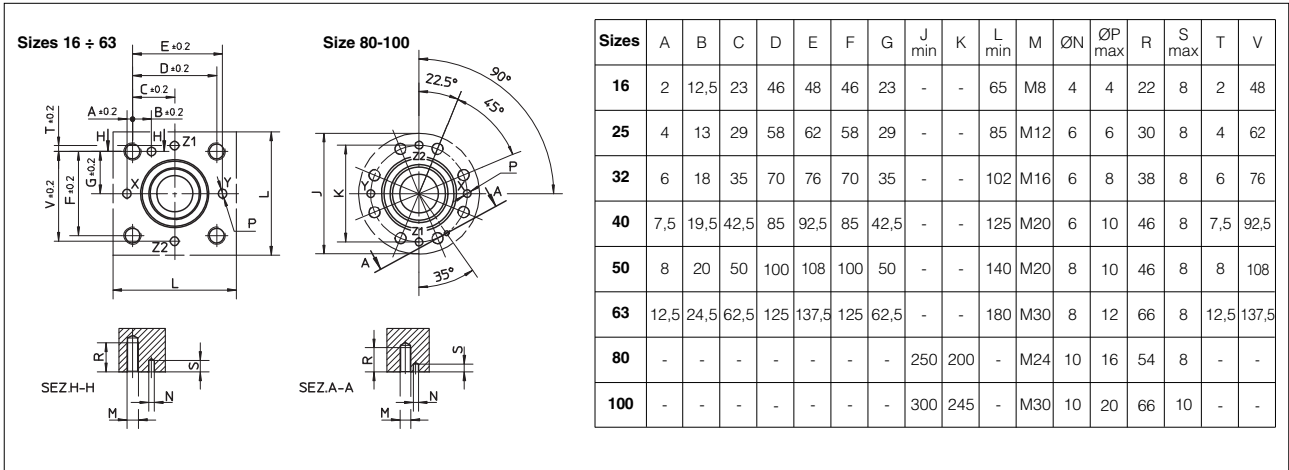 Sizes 16 ÷ 63
E ±0.2
D ±0.2
C ±0.2
A ±0.2
B ±0.2
T ±0.2
H
H
Z1
G ±0.2
F ±0.2
V ±0.2
X
Y
L
P
Z2
L
R
S
SEZ.H-H
N
M
Size 80-100
90°
22.5°
45°
Z2
P
J
K
Y
X
A
Z1
A
35°
R
S
SEZ.A-A
N
M
Sizes A B C D E F G J min K L min M ØN ØP max R S max T V
16 2 12,5 23 46 48 46 23 - - 65 M8 4 4 22 8 2 48
25 4 13 29 58 62 58 29 - - 85 M12 6 6 30 8 4 62
32 6 18 35 70 76 70 35 - - 102 M16 6 8 38 8 6 76
40 7,5 19,5 42,5 85 92,5 85 42,5 - - 125 M20 6 10 46 8 7,5 92,5
50 8 20 50 100 108 100 50 - - 140 M20 8 10 46 8 8 108
63 12,5 24,5 62,5 125 137,5 125 62,5 - - 180 M30 8 12 66 8 12,5 137,5
80 - - - - - - - 250 200 - M24 10 16 54 8 - -
100 - - - - - - - 300 245 - M30 10 20 66 10 - -